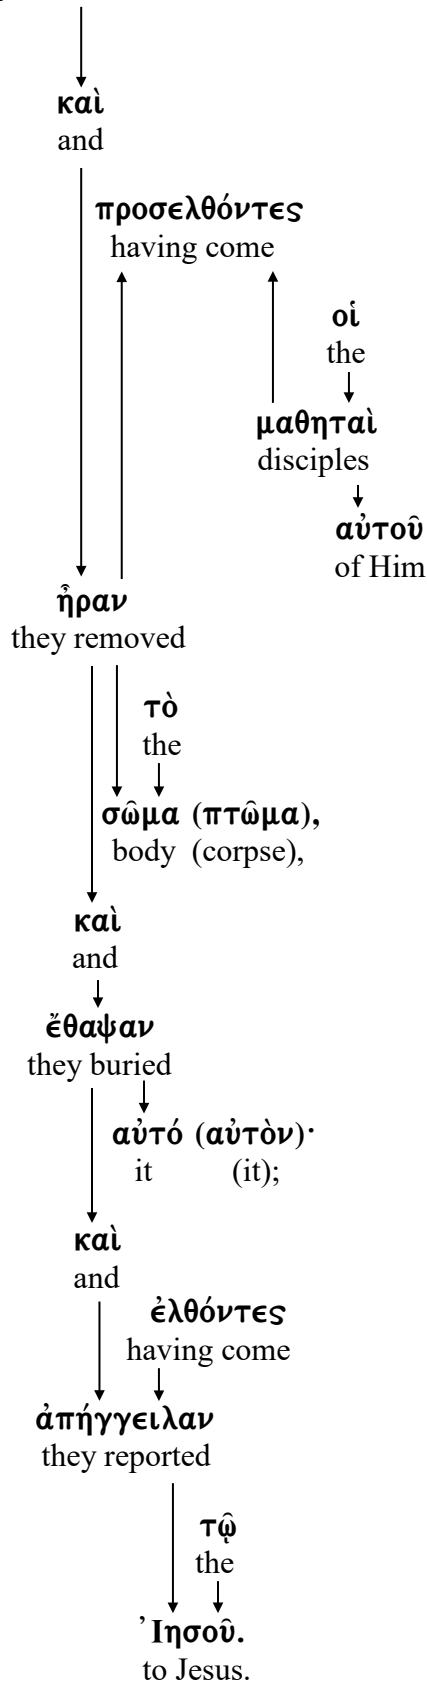 καὶ
and
προσελθόντες
having come
οἱ
the
μαθηταὶ
disciples
αὐτοῦ
of Him
ἦραν
they removed
τὸ
the
σῶμα (πτῶμα),
body (corpse),
καὶ
and
ἔθαψαν
they buried
αὐτό (αὐτὸν)·
it (it);
καὶ
and
ἐλθόντες
having come
ἀπήγγειλαν
they reported
τῷ
the
Ἰησοῦ.
to Jesus.